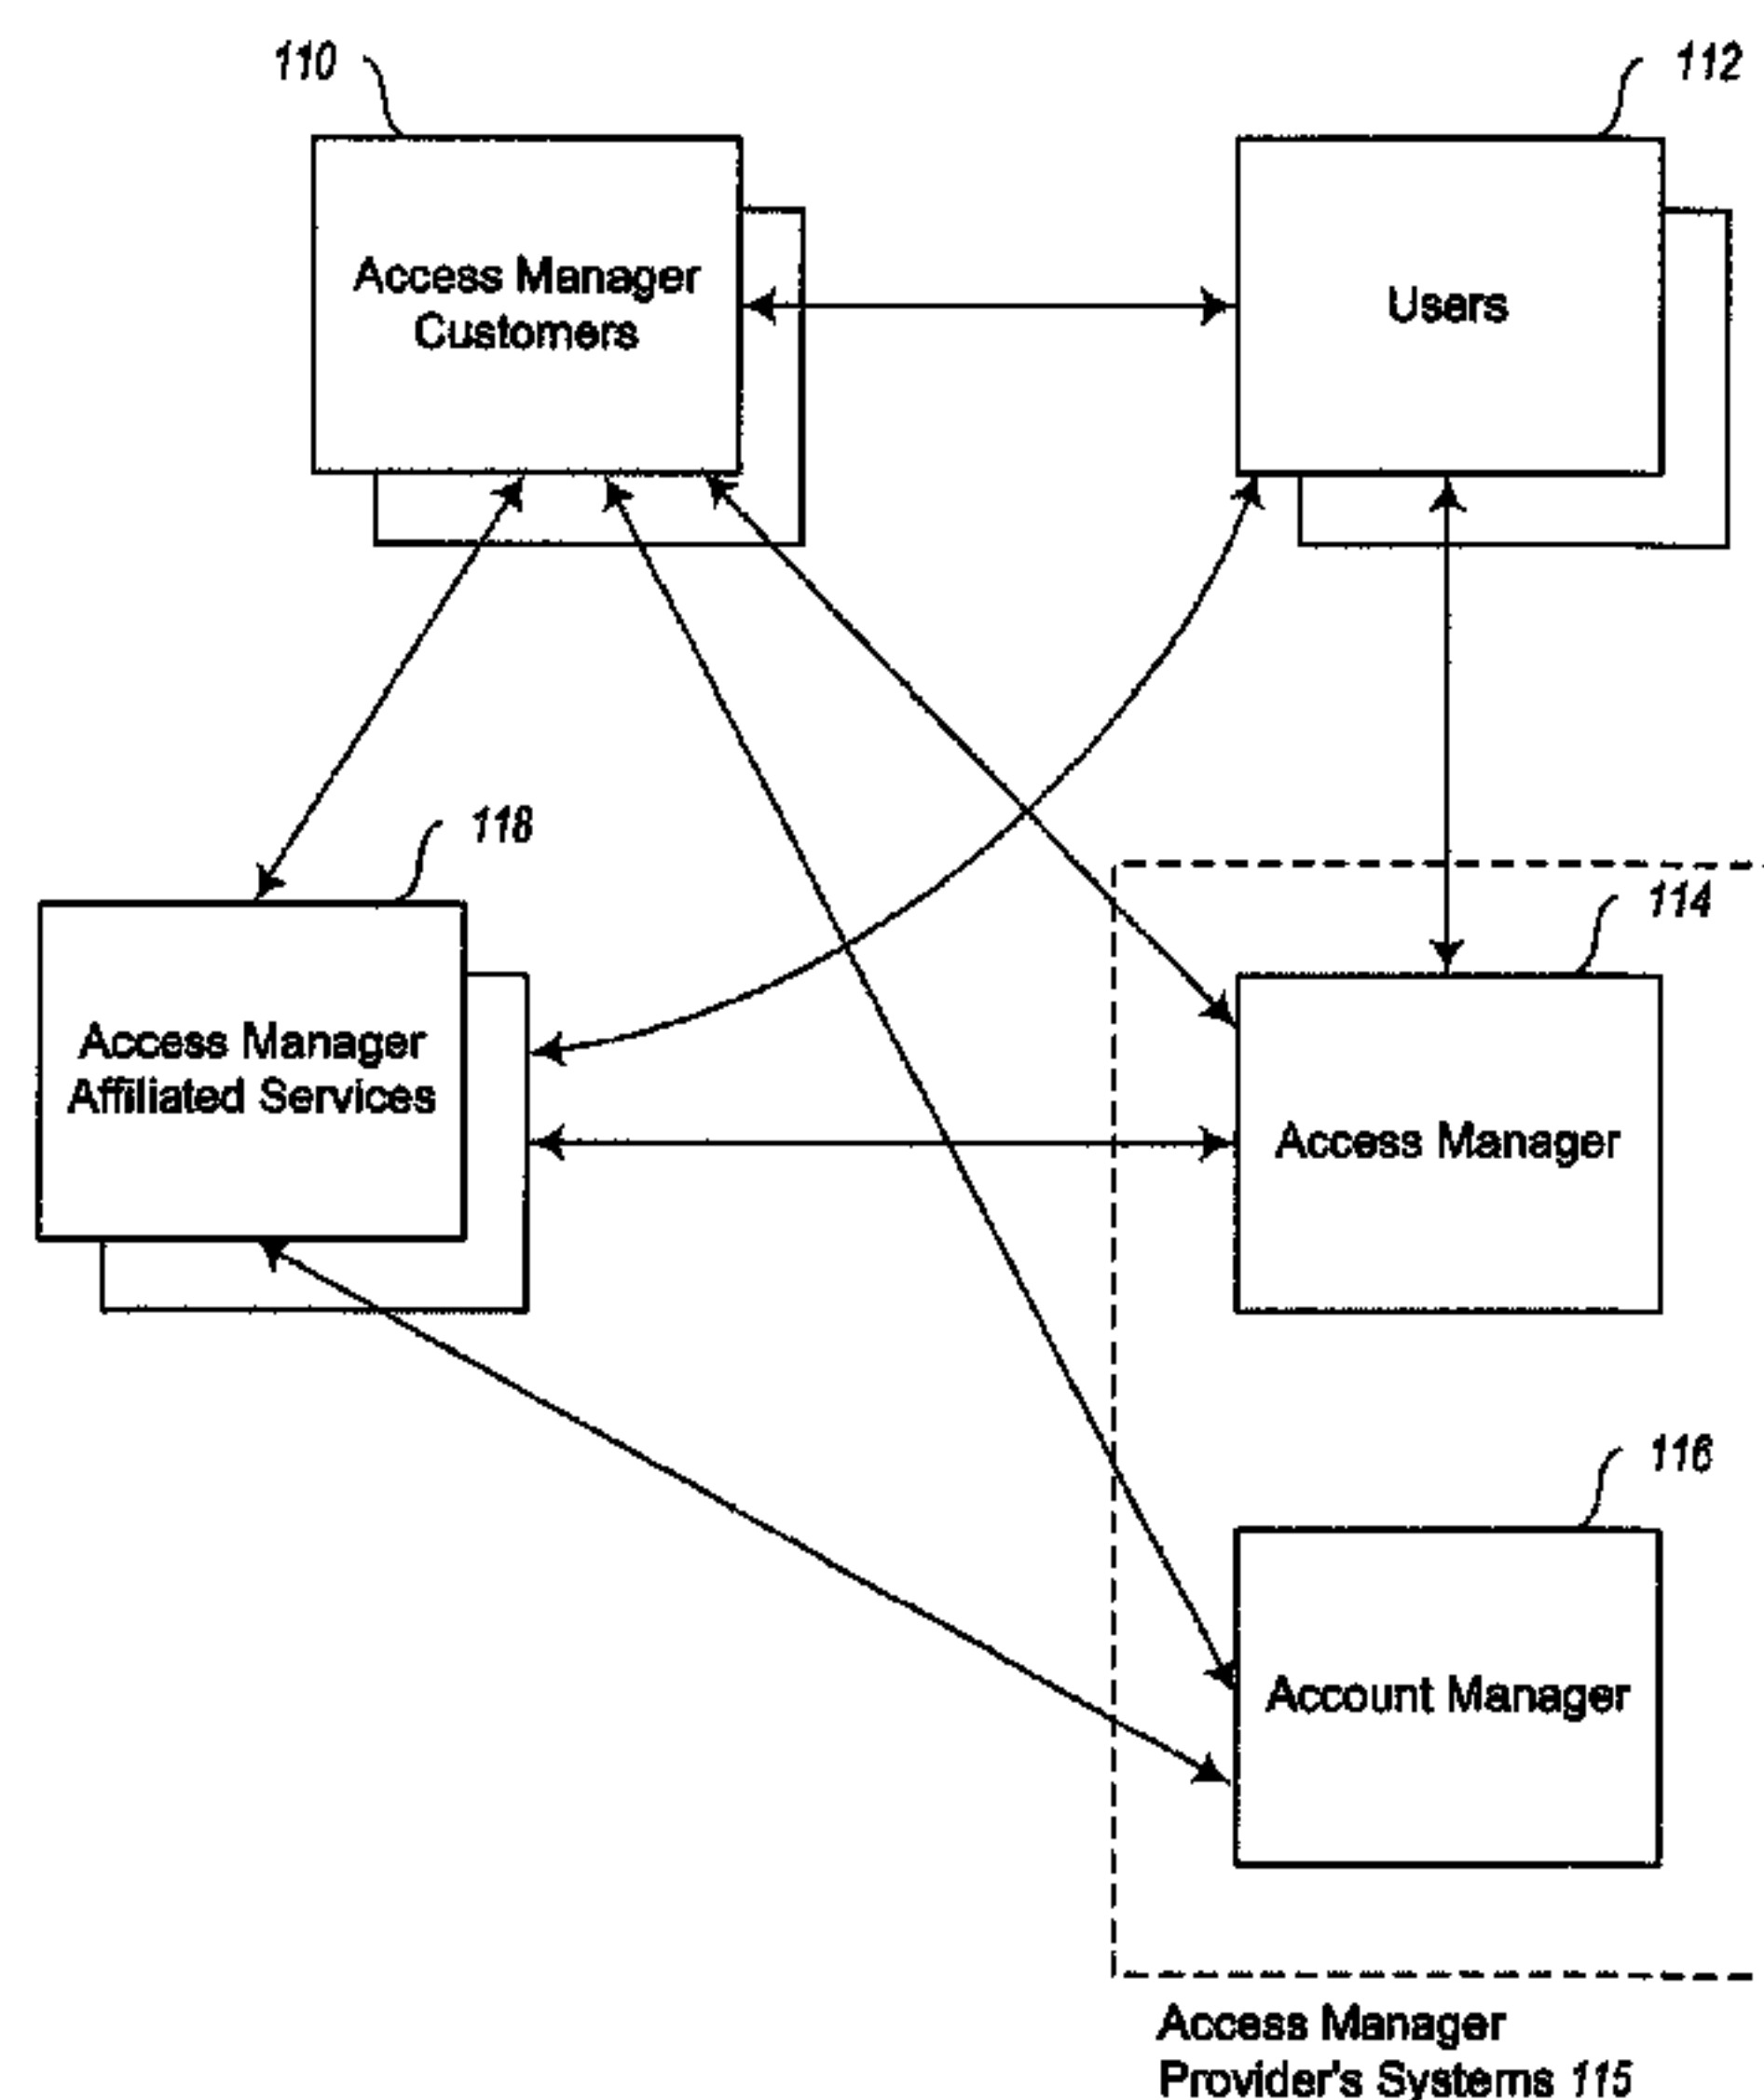 110
112
Access Manager
Customers
Users
118
114
Access Manager
Affiliated Services
Access Manager
116
Account Manager
Access Manager
Provider's Systems 115